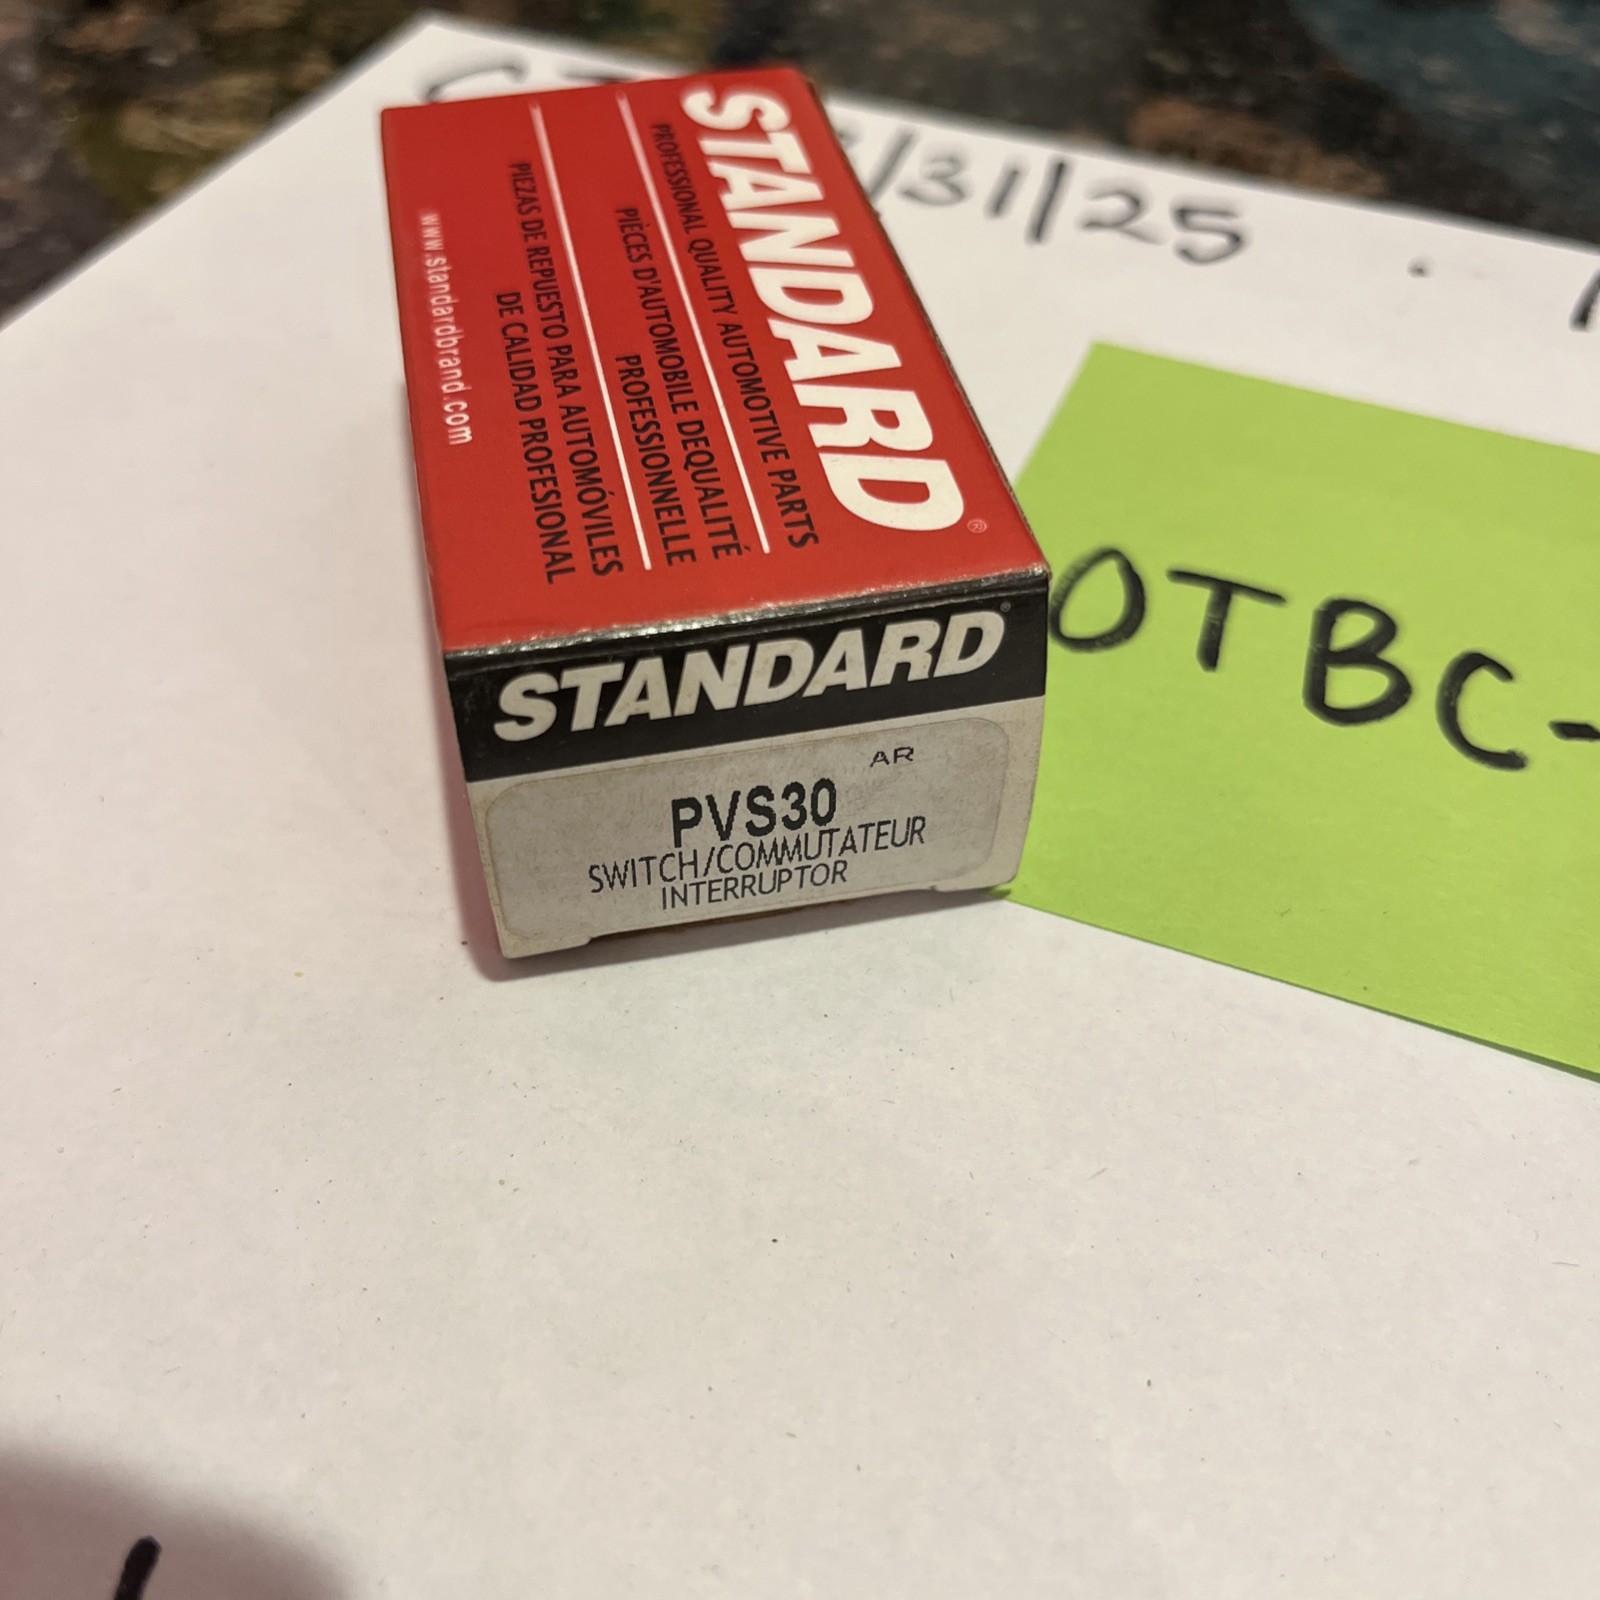 /31/25
STANDARD®
PROFESSIONAL QUALITY AUTOMOTIVE PARTS
PIÈCES D'AUTOMOBILE DEQUALITÉ
PROFESSIONNELLE
PIEZAS DE REPUESTO PARA AUTOMÓVILES
DE CALIDAD PROFESIONAL
www.standardbrand.com
STANDARD
AR
PVS30
SWITCH/COMMUTATEUR
INTERRUPTOR
OTBC-